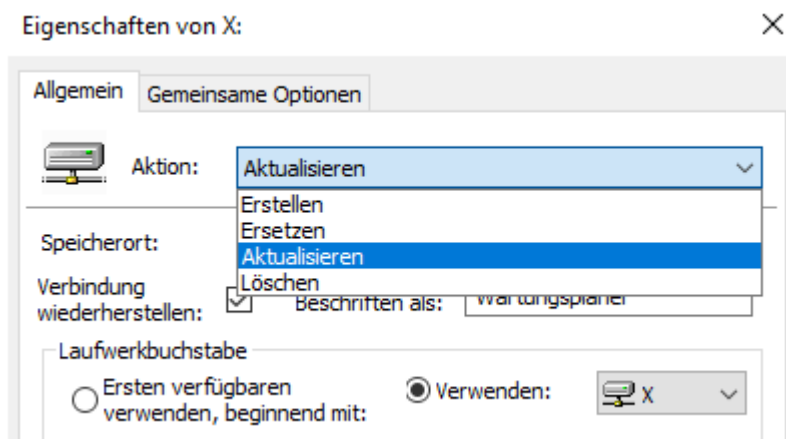 Eigenschaften von X:
Allgemein
Gemeinsame Optionen
Aktion:
Aktualisieren
Erstellen
Ersetzen
Aktualisieren
Löschen
Speicherort:
Verbindung
wiederherstellen:
Beschriften als:
Wartungsplaner
Laufwerkbuchstabe
Ersten verfügbaren
verwenden, beginnend mit:
Verwenden:
X